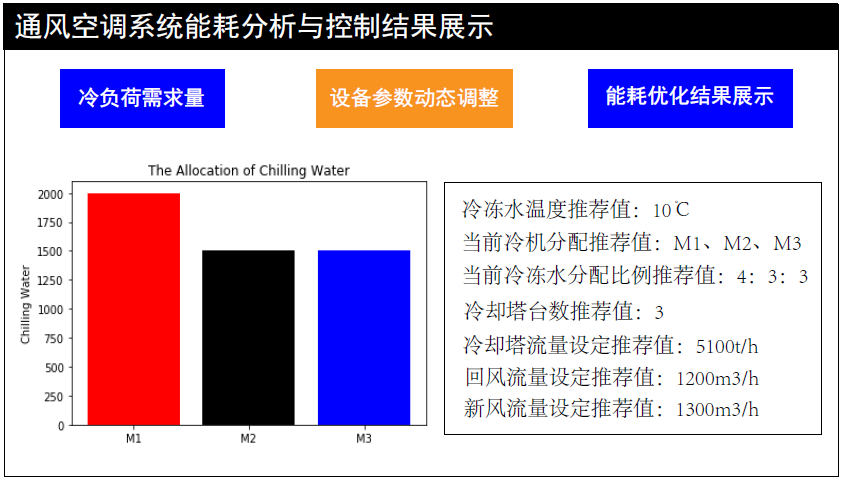 通风空调系统能耗分析与控制结果展示
冷负荷需求量
设备参数动态调整
能耗优化结果展示
The Allocation of Chilling Water
2000
1750
1500
1250
1000
750
500
250
0
Chilling Water
M1
M2
M3
冷冻水温度推荐值：10℃
当前冷机分配推荐值：M1、M2、M3
当前冷冻水分配比例推荐值：4：3：3
冷却塔台数推荐值：3
冷却塔流量设定推荐值：5100t/h
回风流量设定推荐值：1200m3/h
新风流量设定推荐值：1300m3/h